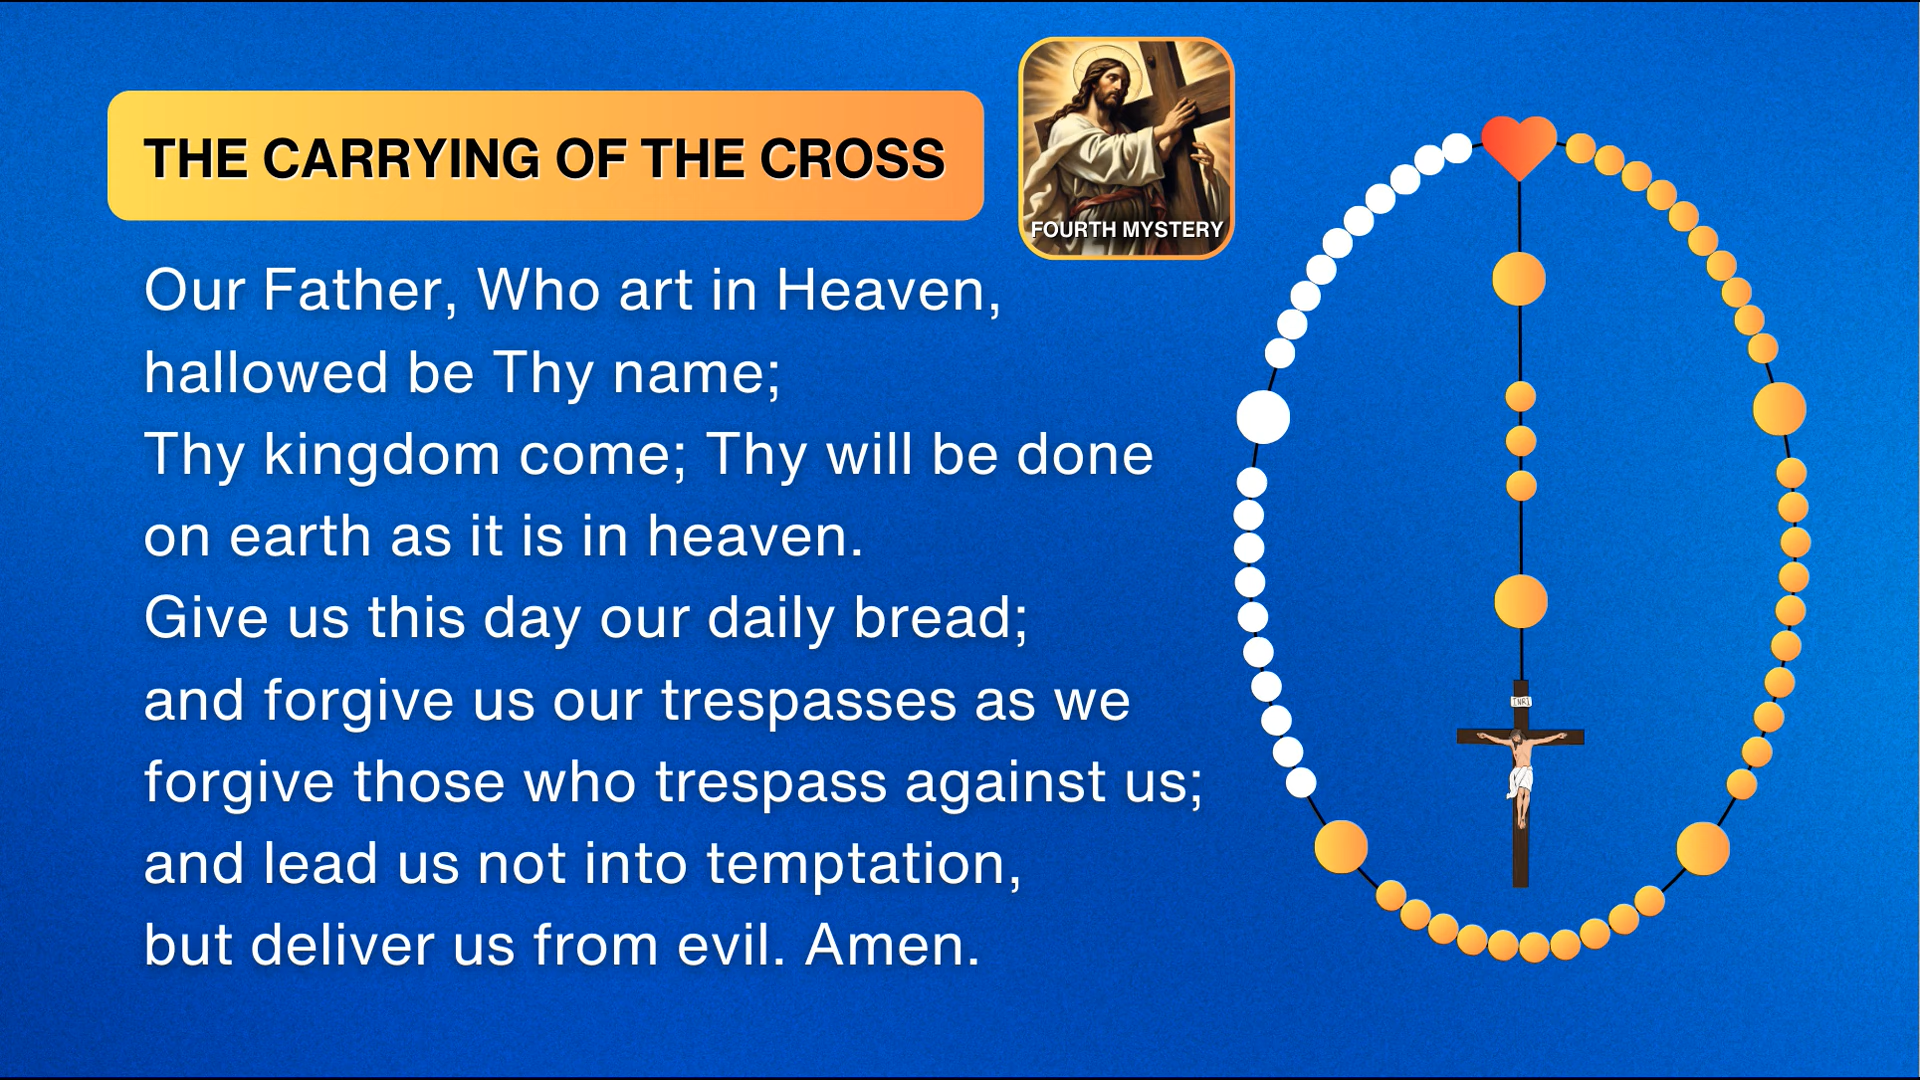 THE CARRYING OF THE CROSS
FOURTH MYSTERY
Our Father, Who art in Heaven,
hallowed be Thy name;
Thy kingdom come; Thy will be done
on earth as it is in heaven.
Give us this day our daily bread;
and forgive us our trespasses as we
forgive those who trespass against us;
and lead us not into temptation,
but deliver us from evil. Amen.
INRI